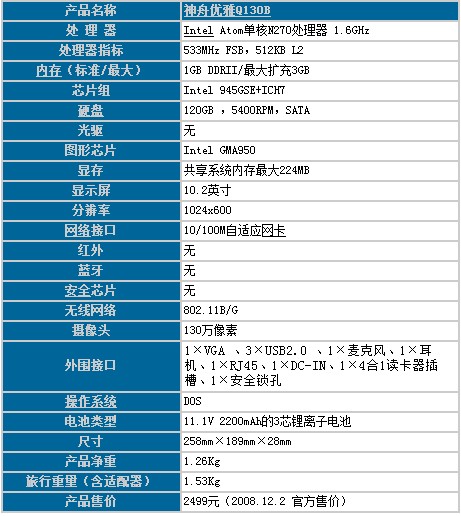 产品名称 神舟优雅Q130B
处 理 器 Intel Atom单核N270处理器 1.6GHz
处理器指标 533MHz FSB，512KB L2
内存（标准/最大） 1GB DDRII/最大扩充3GB
芯片组 Intel 945GSE+ICH7
硬盘 120GB ，5400RPM，SATA
光驱 无
图形芯片 Intel GMA950
显存 共享系统内存最大224MB
显示屏 10.2英寸
分辨率 1024x600
网络接口 10/100M自适应网卡
红外 无
蓝牙 无
安全芯片 无
无线网络 802.11B/G
摄像头 130万像素
外围接口 1×VGA 、3×USB2.0 、1×麦克风、1×耳
机、1×RJ45、1×DC-IN、1×4合1读卡器插
槽、1×安全锁孔
操作系统 DOS
电池类型 11.1V 2200mAh的3芯锂离子电池
尺寸 258mm×189mm×28mm
产品净重 1.26Kg
旅行重量（含适配器） 1.53Kg
产品售价 2499元（2008.12.2 官方售价）